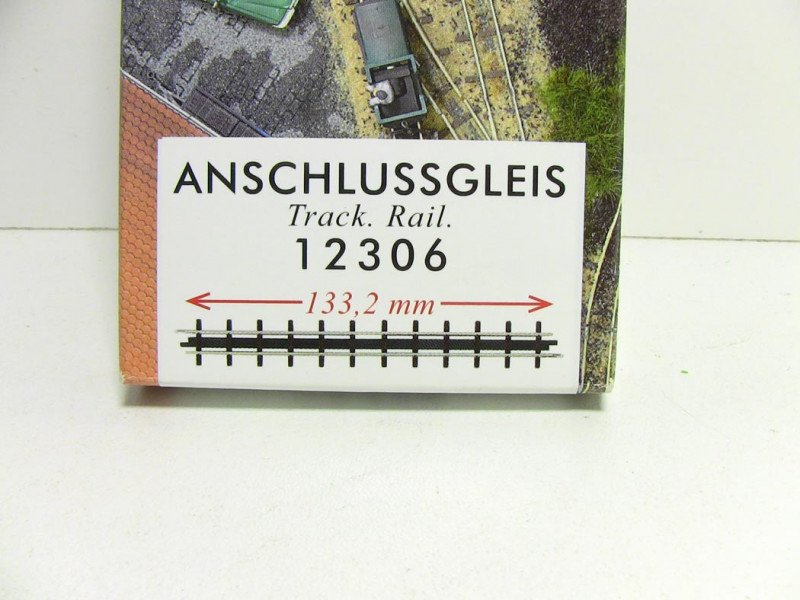 ANSCHLUSSGLEIS
Track. Rail.
12306
133,2 mm